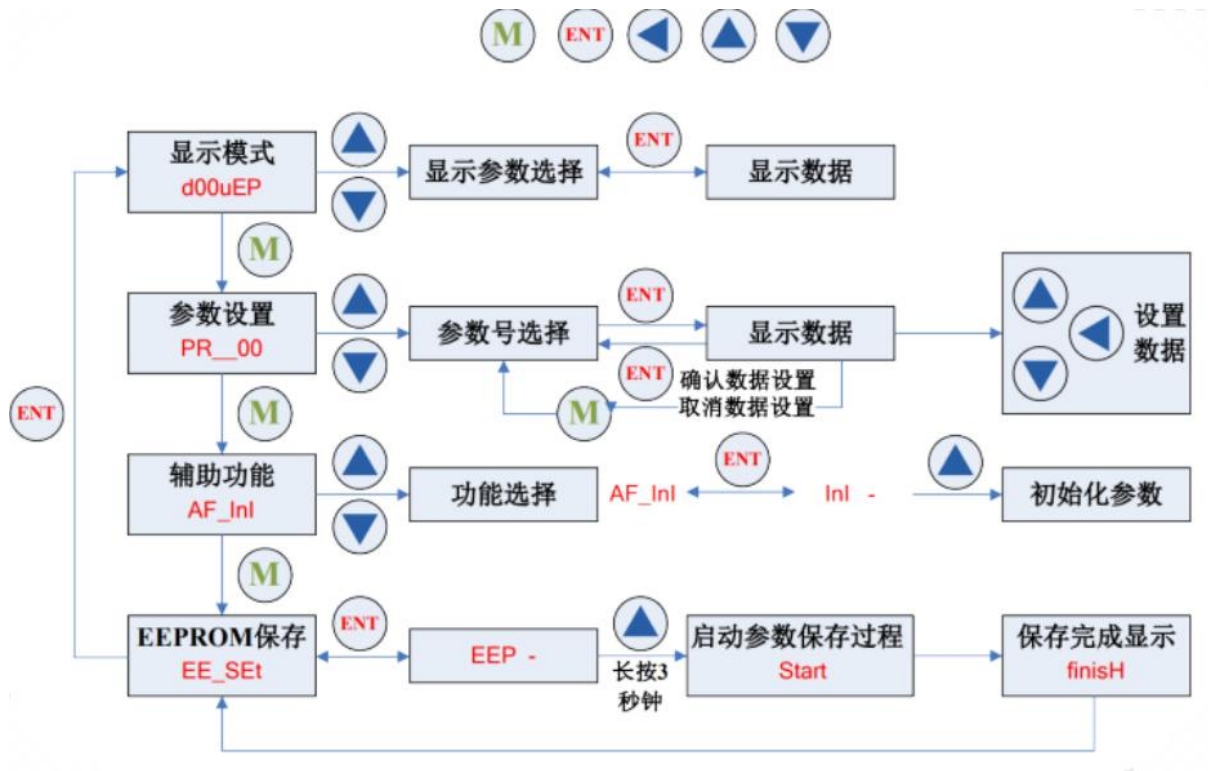 M ENT
显示模式
d00uEP
显示参数选择
ENT
显示数据
M
参数设置
PR__00
参数号选择
ENT
显示数据
设置
数据
ENT
确认数据设置
取消数据设置
M
ENT
M
辅助功能
AF_InI
功能选择
AF_InI
ENT
InI -
初始化参数
M
EEPROM保存
EE_SEt
ENT
EEP -
长按3
秒钟
启动参数保存过程
Start
保存完成显示
finisH